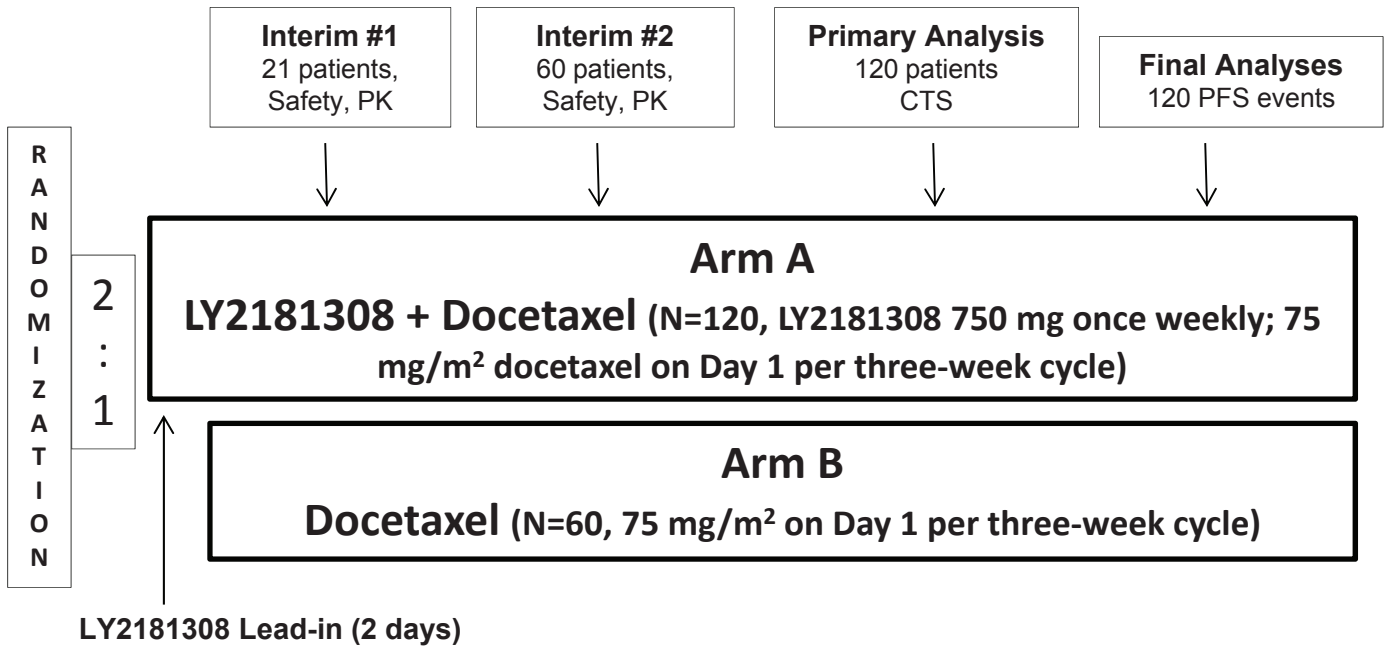 Interim #1
21 patients,
Safety, PK
Interim #2
60 patients,
Safety, PK
Primary Analysis
120 patients
CTS
Final Analyses
120 PFS events
R
A
N
D
O
M
I
Z
A
T
I
O
N
2
:
1
Arm A
LY2181308 + Docetaxel (N=120, LY2181308 750 mg once weekly; 75
mg/m² docetaxel on Day 1 per three-week cycle)
Arm B
Docetaxel (N=60, 75 mg/m² on Day 1 per three-week cycle)
LY2181308 Lead-in (2 days)